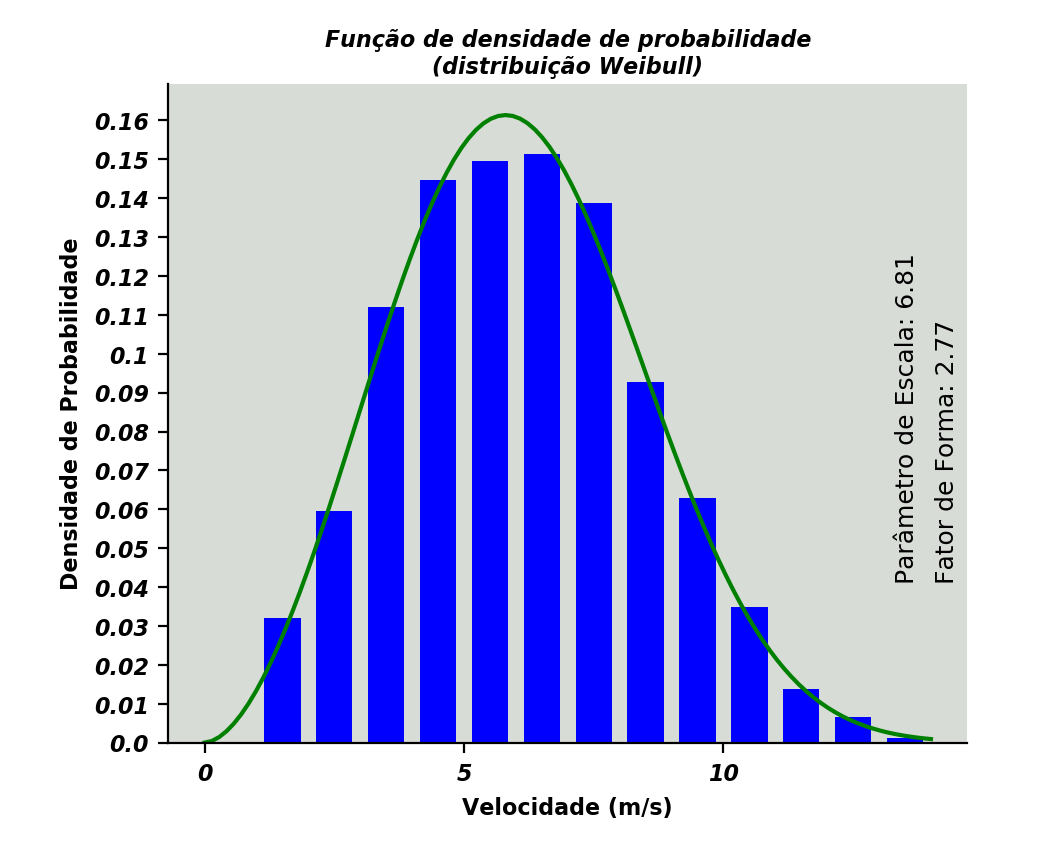 Função de densidade de probabilidade
(distribuição Weibull)
Densidade de Probabilidade
0.16
0.15
0.14
0.13
0.12
0.11
0.1
0.09
0.08
0.07
0.06
0.05
0.04
0.03
0.02
0.01
0.0
Parâmetro de Escala: 6.81
Fator de Forma: 2.77
0 5 10
Velocidade (m/s)